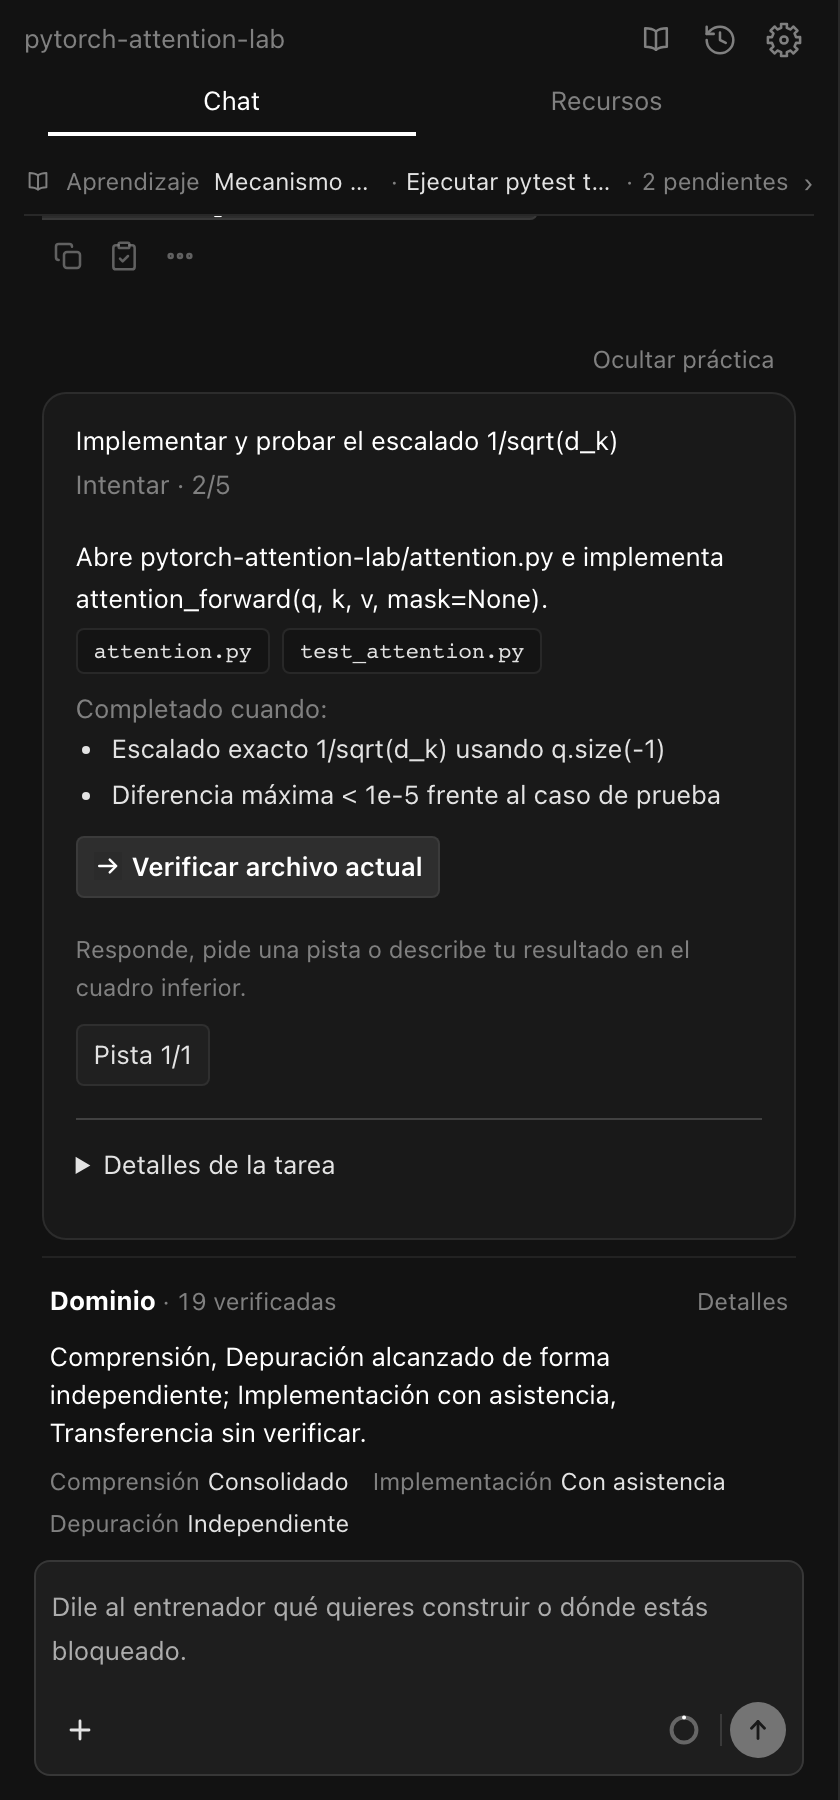 pytorch-attention-lab
Chat
Recursos
Aprendizaje Mecanismo ... · Ejecutar pytest t... · 2 pendientes ›
Ocultar práctica
Implementar y probar el escalado 1/sqrt(d_k)
Intentar · 2/5
Abre pytorch-attention-lab/attention.py e implementa
attention_forward(q, k, v, mask=None).
attention.py test_attention.py
Completado cuando:
• Escalado exacto 1/sqrt(d_k) usando q.size(-1)
• Diferencia máxima < 1e-5 frente al caso de prueba
→ Verificar archivo actual
Responde, pide una pista o describe tu resultado en el
cuadro inferior.
Pista 1/1
▶ Detalles de la tarea
Dominio · 19 verificadas
Detalles
Comprensión, Depuración alcanzado de forma
independiente; Implementación con asistencia,
Transferencia sin verificar.
Comprensión Consolidado Implementación Con asistencia
Depuración Independiente
Dile al entrenador qué quieres construir o dónde estás
bloqueado.